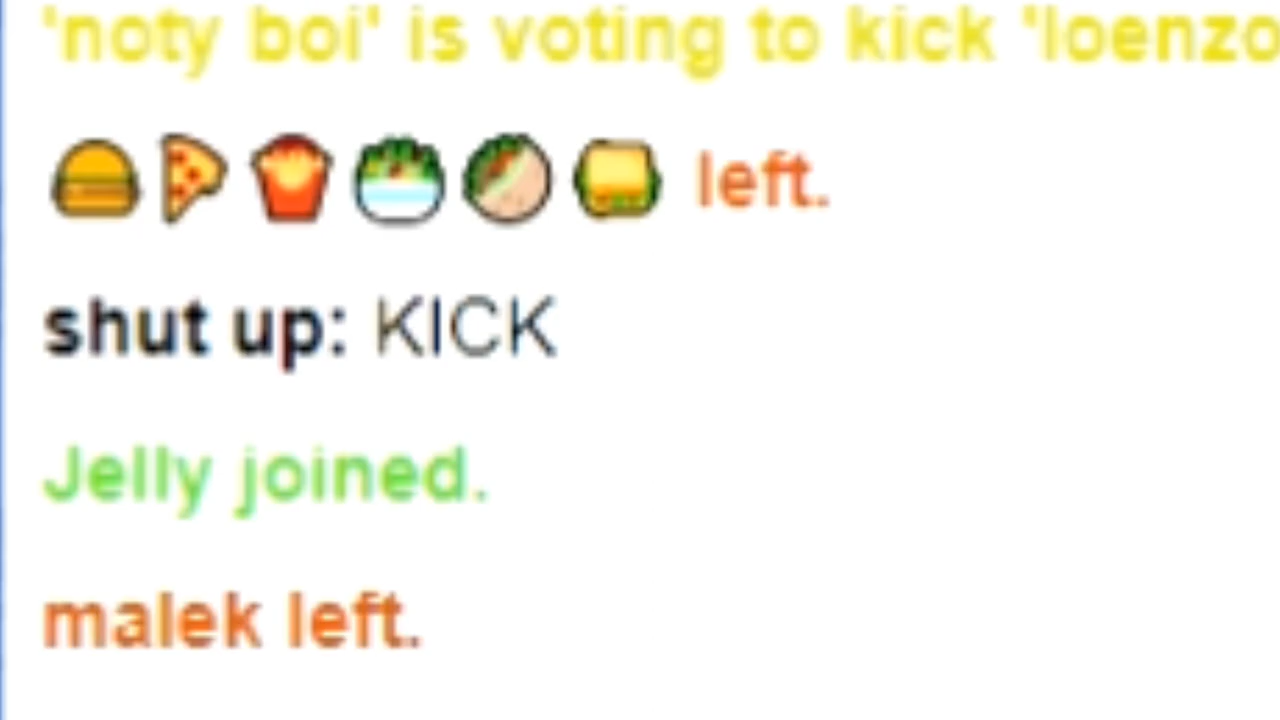 'noty boi' is voting to kick 'loenzo
🍔🍕🍟🥗🌮🥪 left.
shut up: KICK
Jelly joined.
malek left.